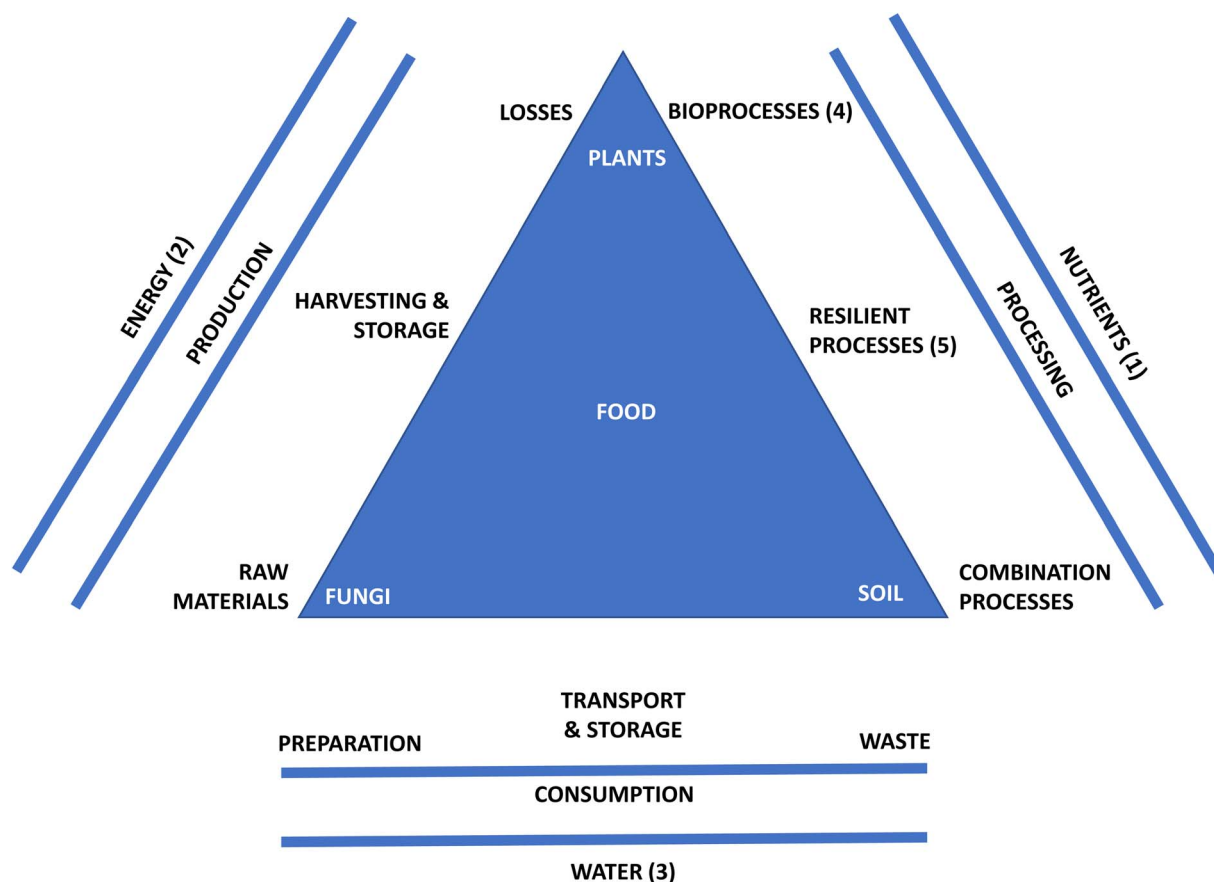 LOSSES
BIOPROCESSES (4)
PLANTS
ENERGY (2)
PRODUCTION
HARVESTING &
STORAGE
RESILIENT
PROCESSES (5)
PROCESSING
NUTRIENTS (1)
FOOD
RAW
MATERIALS
FUNGI
SOIL
COMBINATION
PROCESSES
TRANSPORT
& STORAGE
PREPARATION
WASTE
CONSUMPTION
WATER (3)